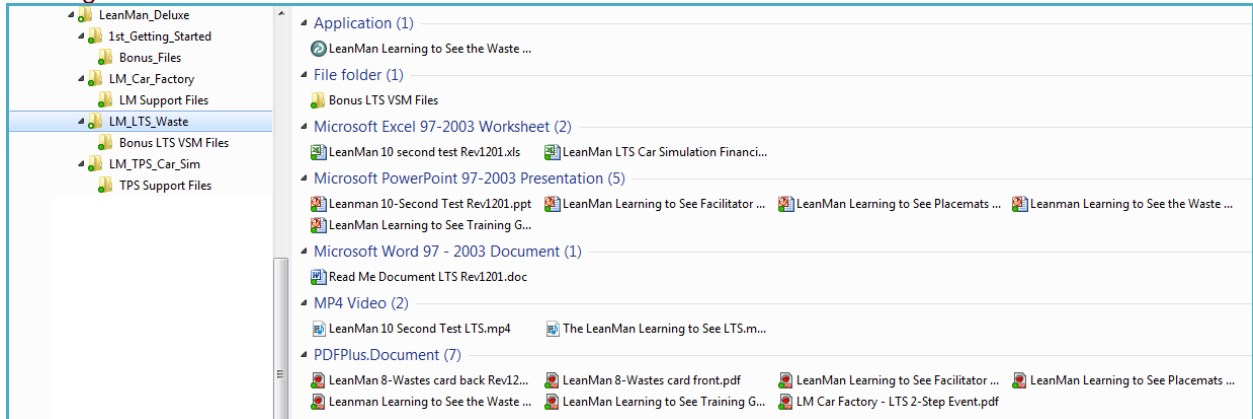 LeanMan_Deluxe
1st_Getting_Started
Bonus_Files
LM_Car_Factory
LM Support Files
LM_LTS_Waste
Bonus LTS VSM Files
LM_TPS_Car_Sim
TPS Support Files
Application (1)
LeanMan Learning to See the Waste ...
File folder (1)
Bonus LTS VSM Files
Microsoft Excel 97-2003 Worksheet (2)
LeanMan 10 second test Rev1201.xls LeanMan LTS Car Simulation Financi...
Microsoft PowerPoint 97-2003 Presentation (5)
Leanman 10-Second Test Rev1201.ppt LeanMan Learning to See Facilitator ... LeanMan Learning to See Placemats ... Leanman Learning to See the Waste ...
LeanMan Learning to See Training G...
Microsoft Word 97 - 2003 Document (1)
Read Me Document LTS Rev1201.doc
MP4 Video (2)
LeanMan 10 Second Test LTS.mp4 The LeanMan Learning to See LTS.m...
PDFPlus.Document (7)
LeanMan 8-Wastes card back Rev12... LeanMan 8-Wastes card front.pdf LeanMan Learning to See Facilitator ... LeanMan Learning to See Placemats ...
Leanman Learning to See the Waste ... LeanMan Learning to See Training G... LM Car Factory - LTS 2-Step Event.pdf